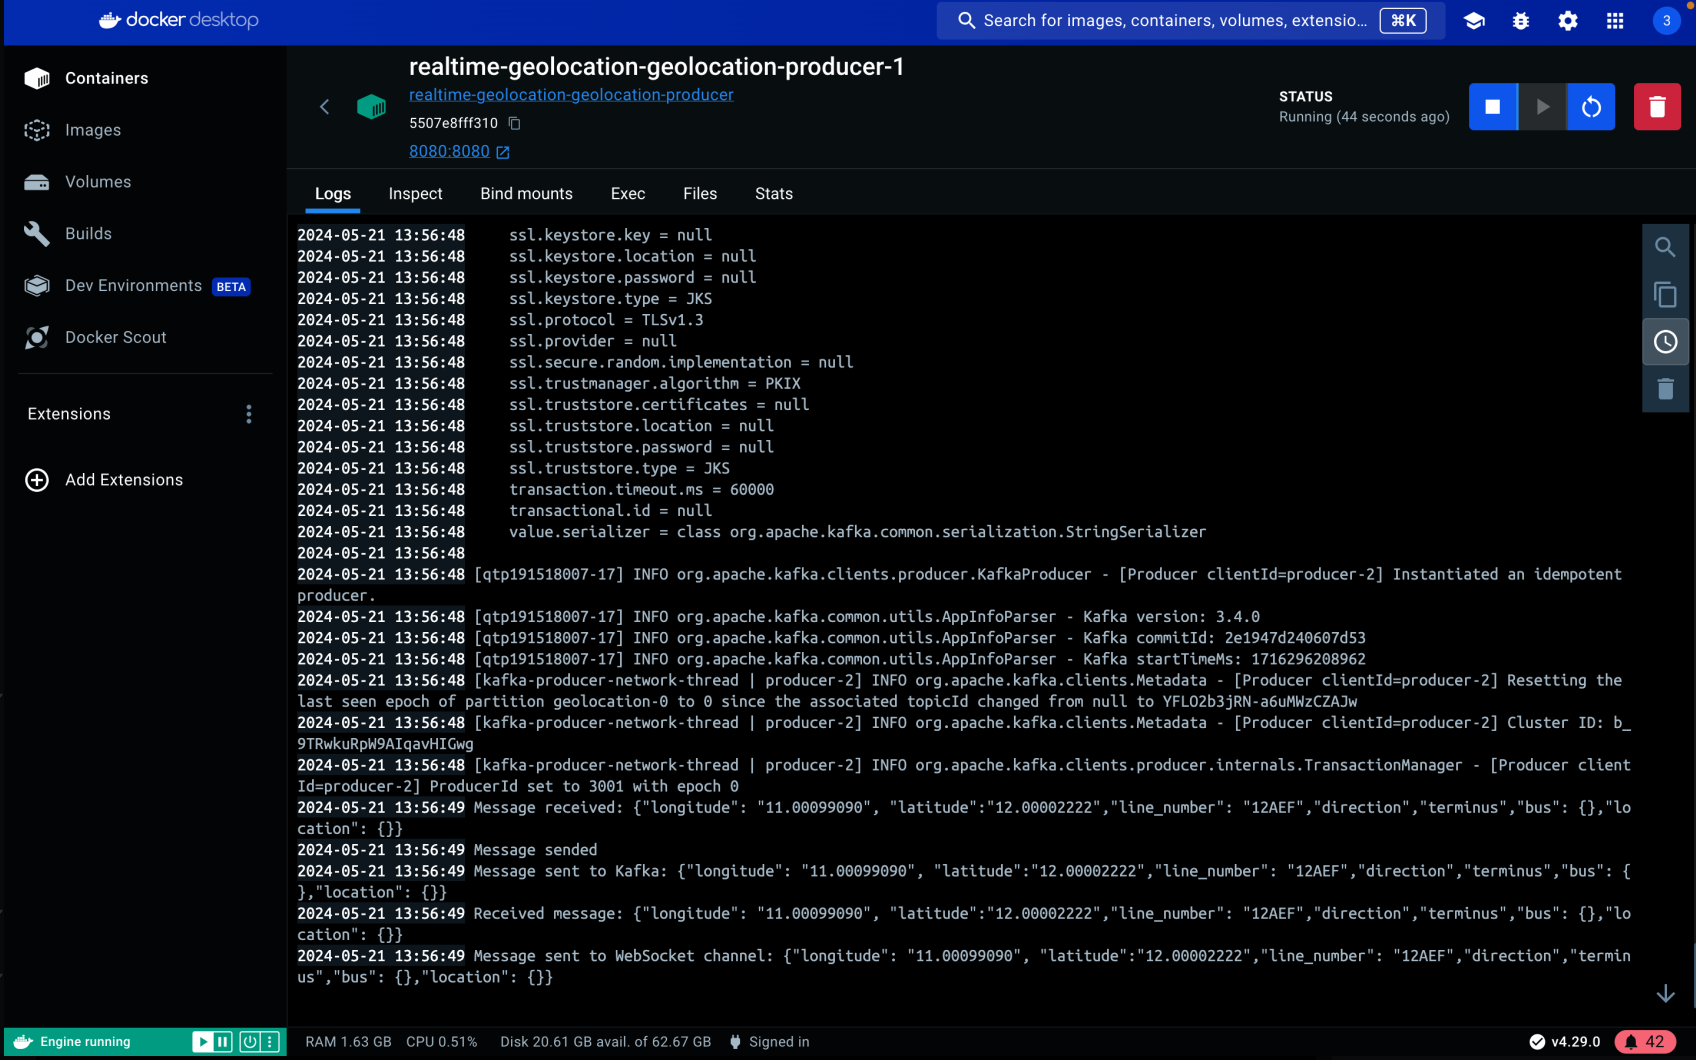 docker desktop
Search for images, containers, volumes, extensio... ⌘K
3
Containers
Images
Volumes
Builds
Dev Environments BETA
Docker Scout
Extensions
Add Extensions
realtime-geolocation-geolocation-producer-1
realtime-geolocation-geolocation-producer
5507e8fff310
8080:8080
STATUS
Running (44 seconds ago)
Logs Inspect Bind mounts Exec Files Stats
2024-05-21 13:56:48 ssl.keystore.key = null
2024-05-21 13:56:48 ssl.keystore.location = null
2024-05-21 13:56:48 ssl.keystore.password = null
2024-05-21 13:56:48 ssl.keystore.type = JKS
2024-05-21 13:56:48 ssl.protocol = TLSv1.3
2024-05-21 13:56:48 ssl.provider = null
2024-05-21 13:56:48 ssl.secure.random.implementation = null
2024-05-21 13:56:48 ssl.trustmanager.algorithm = PKIX
2024-05-21 13:56:48 ssl.truststore.certificates = null
2024-05-21 13:56:48 ssl.truststore.location = null
2024-05-21 13:56:48 ssl.truststore.password = null
2024-05-21 13:56:48 ssl.truststore.type = JKS
2024-05-21 13:56:48 transaction.timeout.ms = 60000
2024-05-21 13:56:48 transactional.id = null
2024-05-21 13:56:48 value.serializer = class org.apache.kafka.common.serialization.StringSerializer
2024-05-21 13:56:48
2024-05-21 13:56:48 [qtp191518007-17] INFO org.apache.kafka.clients.producer.KafkaProducer - [Producer clientId=producer-2] Instantiated an idempotent
producer.
2024-05-21 13:56:48 [qtp191518007-17] INFO org.apache.kafka.common.utils.AppInfoParser - Kafka version: 3.4.0
2024-05-21 13:56:48 [qtp191518007-17] INFO org.apache.kafka.common.utils.AppInfoParser - Kafka commitId: 2e1947d240607d53
2024-05-21 13:56:48 [qtp191518007-17] INFO org.apache.kafka.common.utils.AppInfoParser - Kafka startTimeMs: 1716296208962
2024-05-21 13:56:48 [kafka-producer-network-thread | producer-2] INFO org.apache.kafka.clients.Metadata - [Producer clientId=producer-2] Resetting the
last seen epoch of partition geolocation-0 to 0 since the associated topicId changed from null to YFLO2b3jRN-a6uMWzCZAJw
2024-05-21 13:56:48 [kafka-producer-network-thread | producer-2] INFO org.apache.kafka.clients.Metadata - [Producer clientId=producer-2] Cluster ID: b_
9TRwkuRpW9AIqavHIGwg
2024-05-21 13:56:48 [kafka-producer-network-thread | producer-2] INFO org.apache.kafka.clients.producer.internals.TransactionManager - [Producer client
Id=producer-2] ProducerId set to 3001 with epoch 0
2024-05-21 13:56:49 Message received: {"longitude": "11.00099090", "latitude":"12.00002222","line_number": "12AEF","direction","terminus","bus": {},"lo
cation": {}}
2024-05-21 13:56:49 Message sended
2024-05-21 13:56:49 Message sent to Kafka: {"longitude": "11.00099090", "latitude":"12.00002222","line_number": "12AEF","direction","terminus","bus": {
},"location": {}}
2024-05-21 13:56:49 Received message: {"longitude": "11.00099090", "latitude":"12.00002222","line_number": "12AEF","direction","terminus","bus": {},"lo
cation": {}}
2024-05-21 13:56:49 Message sent to WebSocket channel: {"longitude": "11.00099090", "latitude":"12.00002222","line_number": "12AEF","direction","termin
us","bus": {},"location": {}}
Engine running
RAM 1.63 GB CPU 0.51% Disk 20.61 GB avail. of 62.67 GB Signed in
v4.29.0
42